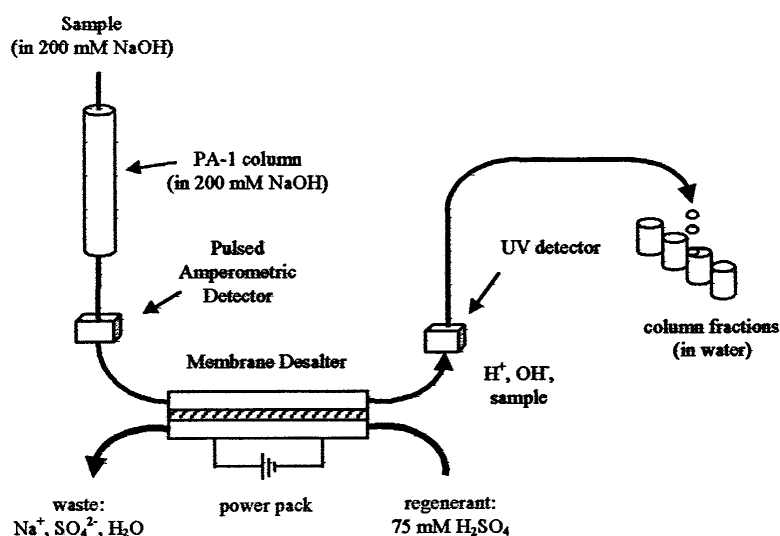 Sample
(in 200 mM NaOH)
PA-1 column
(in 200 mM NaOH)
Pulsed
Amperometric
Detector
UV detector
column fractions
(in water)
Membrane Desalter
H⁺, OH⁻,
sample
waste:
Na⁺, SO₄²⁻, H₂O
power pack
regenerant:
75 mM H₂SO₄